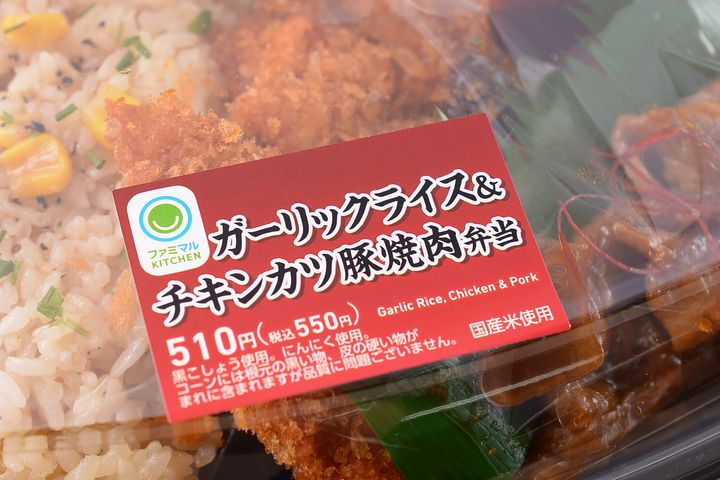 ファミマル
KITCHEN
ガーリックライス&
チキンカツ豚焼肉弁当
Garlic Rice, Chicken & Pork
510円(税込550円)
国産米使用
黒こしょう使用。にんにく使用。
コーンには根元の黒い物、皮の硬い物が
まれに含まれますが品質に問題ございません。